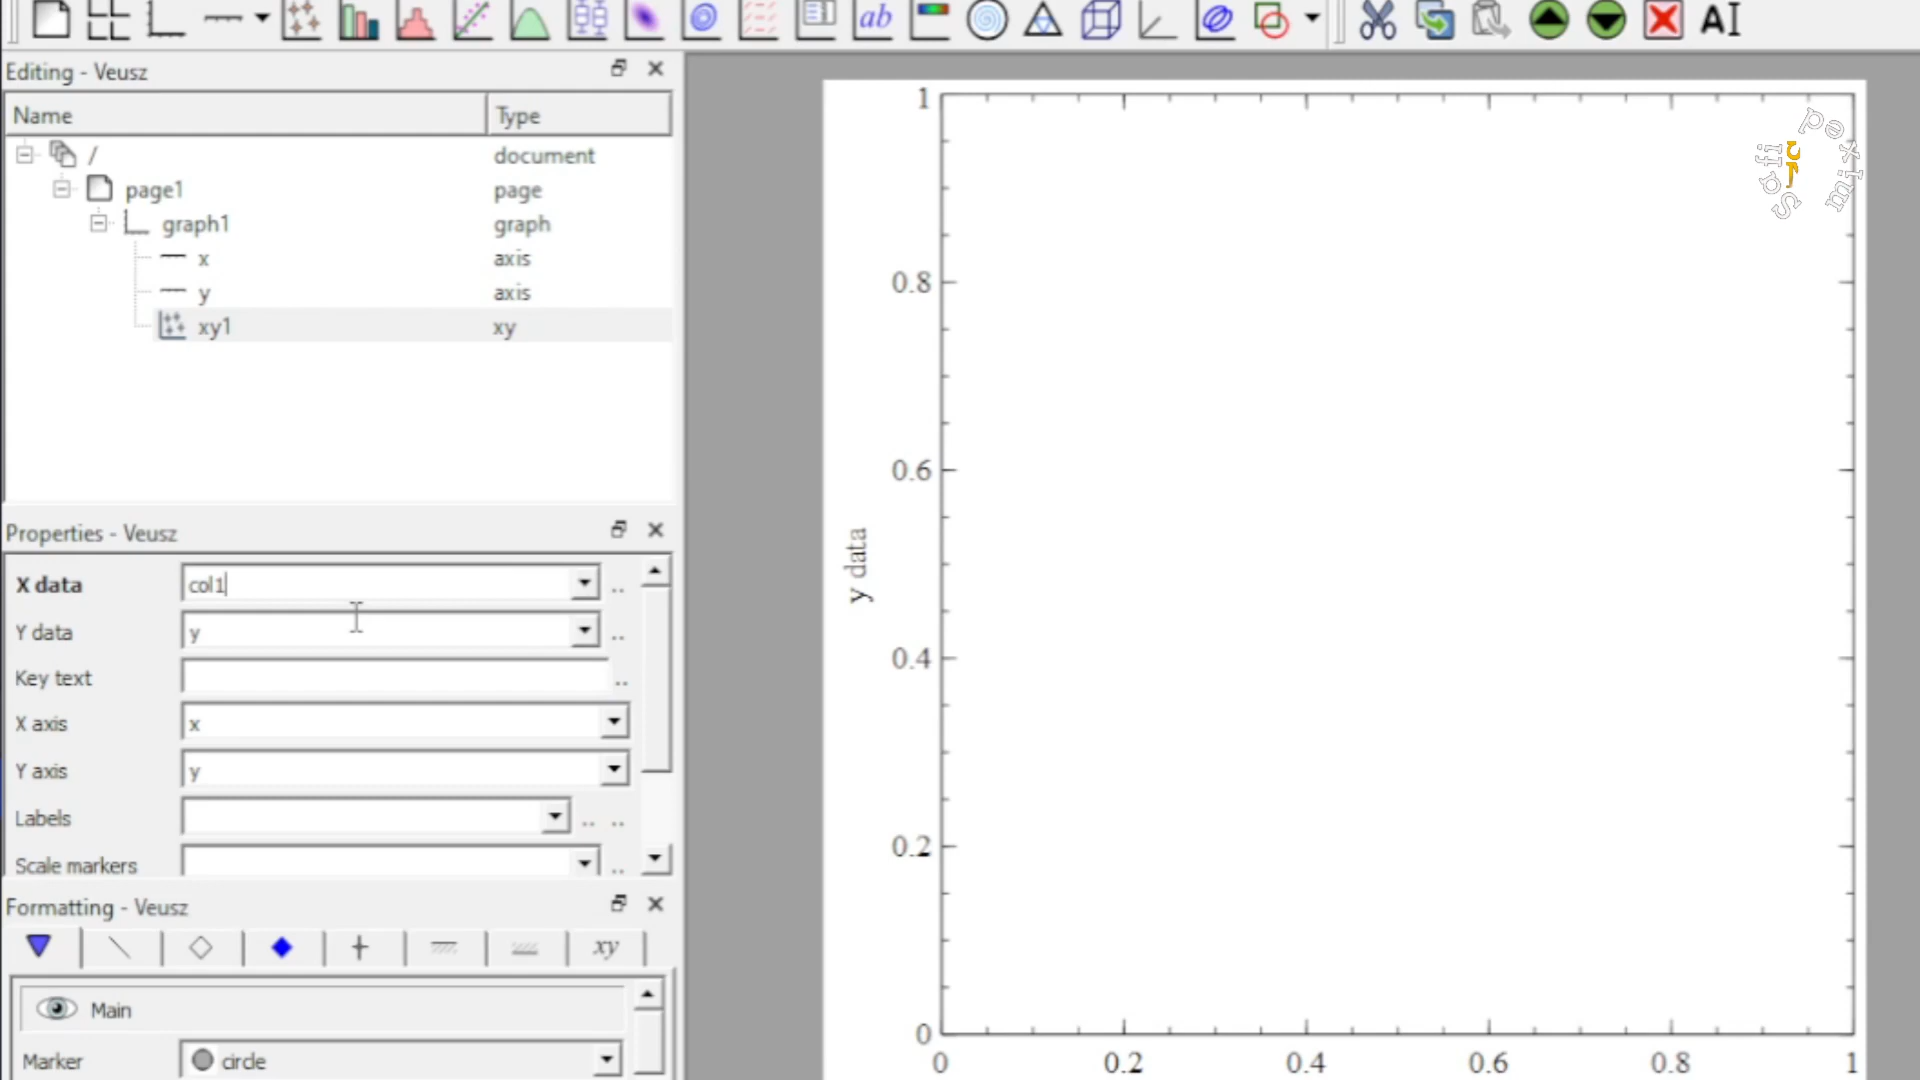 ab
AI
Editing - Veusz
Name Type
/ document
page1 page
graph1 graph
x axis
y axis
xy1 xy
Properties - Veusz
X data col1
Y data y
Key text
X axis x
Y axis y
Labels
Scale markers
Formatting - Veusz
xy
Main
Marker circle
1
0.8
0.6
0.4
0.2
0
y data
0 0.2 0.4 0.6 0.8 1